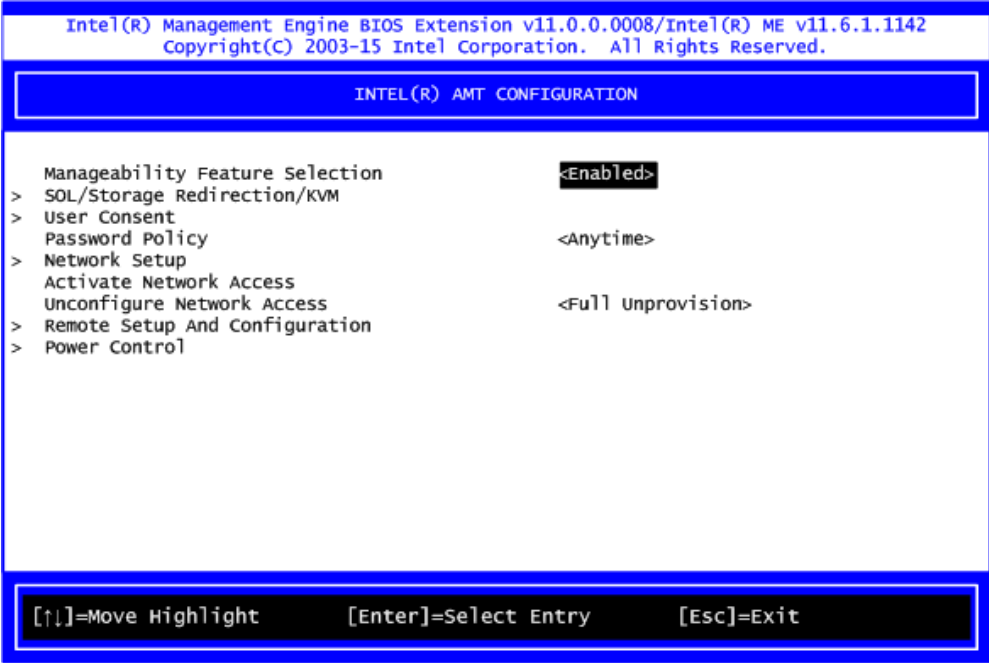 Intel(R) Management Engine BIOS Extension v11.0.0.0008/Intel(R) ME v11.6.1.1142
Copyright(C) 2003-15 Intel Corporation. All Rights Reserved.
INTEL(R) AMT CONFIGURATION
Manageability Feature Selection <Enabled>
> SOL/Storage Redirection/KVM
> User Consent
Password Policy <Anytime>
> Network Setup
Activate Network Access
Unconfigure Network Access <Full Unprovision>
> Remote Setup And Configuration
> Power Control
[↑↓]=Move Highlight [Enter]=Select Entry [Esc]=Exit